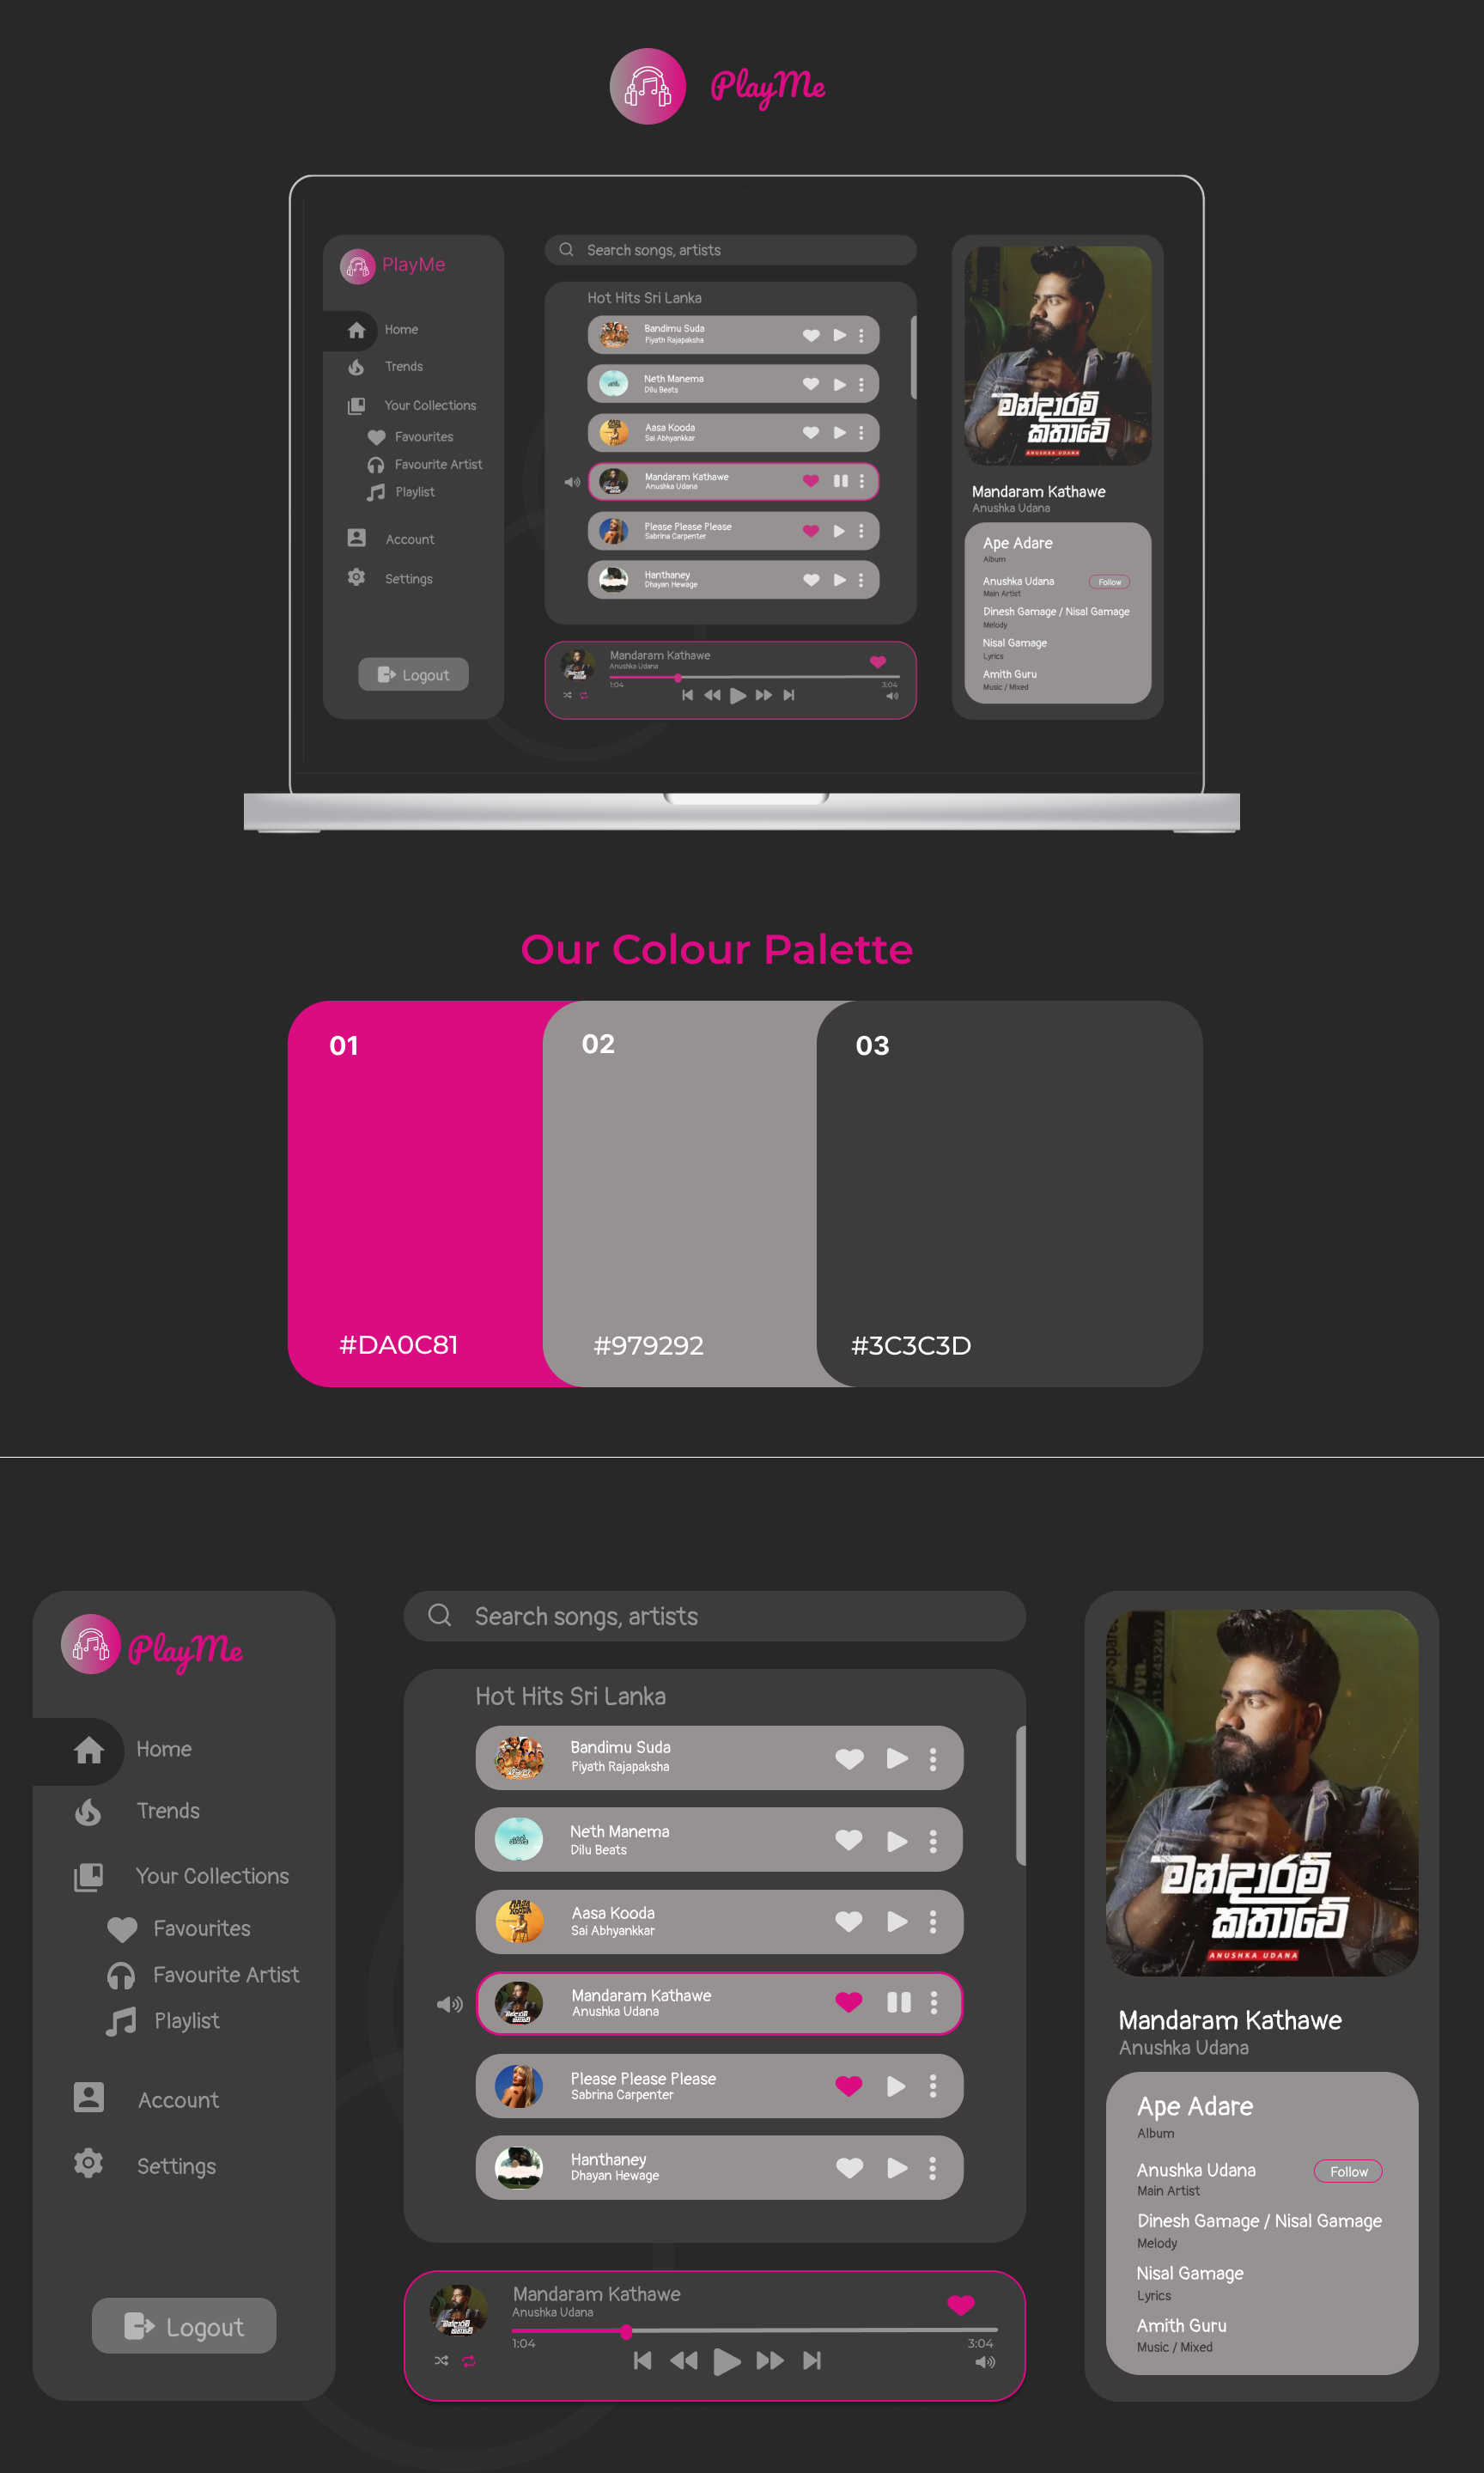 PlayMe
PlayMe
Home
Trends
Your Collections
Favourites
Favourite Artist
Playlist
Account
Settings
Logout
Search songs, artists
Hot Hits Sri Lanka
Bandimu Suda
Piyath Rajapaksha
Neth Manema
Dilu Beats
Aasa Kooda
Sai Abhyankkar
Mandaram Kathawe
Anushka Udana
Please Please Please
Sabrina Carpenter
Hanthaney
Dhayan Hewage
Mandaram Kathawe
Anushka Udana
1:04
3:04
මන්දාරම්
කතාවේ
ANUSHKA UDANA
Mandaram Kathawe
Anushka Udana
Ape Adare
Album
Anushka Udana
Follow
Main Artist
Dinesh Gamage / Nisal Gamage
Melody
Nisal Gamage
Lyrics
Amith Guru
Music / Mixed
Our Colour Palette
01
02
03
#DA0C81
#979292
#3C3C3D
PlayMe
Home
Trends
Your Collections
Favourites
Favourite Artist
Playlist
Account
Settings
Logout
Search songs, artists
Hot Hits Sri Lanka
Bandimu Suda
Piyath Rajapaksha
Neth Manema
Dilu Beats
Aasa Kooda
Sai Abhyankkar
Mandaram Kathawe
Anushka Udana
Please Please Please
Sabrina Carpenter
Hanthaney
Dhayan Hewage
Mandaram Kathawe
Anushka Udana
1:04
3:04
11-2432497
මන්දාරම්
කතාවේ
ANUSHKA UDANA
Mandaram Kathawe
Anushka Udana
Ape Adare
Album
Anushka Udana
Follow
Main Artist
Dinesh Gamage / Nisal Gamage
Melody
Nisal Gamage
Lyrics
Amith Guru
Music / Mixed